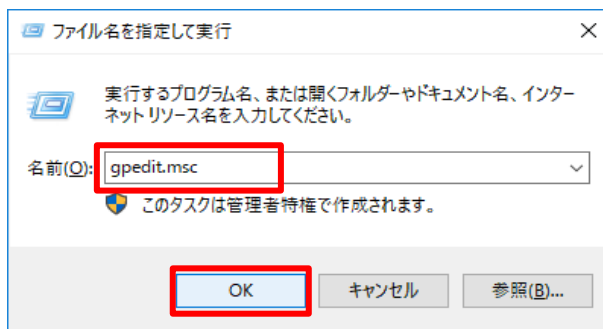 ファイル名を指定して実行
実行するプログラム名、または開くフォルダーやドキュメント名、インター
ネット リソース名を入力してください。
名前(O): gpedit.msc
このタスクは管理者特権で作成されます。
OK キャンセル 参照(B)...